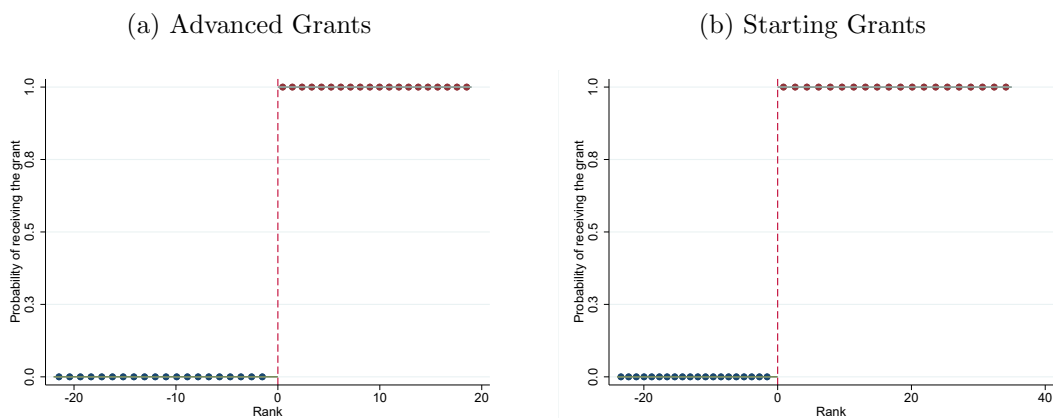 (a) Advanced Grants
Probability of receiving the grant
1.0
0.8
0.5
0.3
0.0
-20 -10 0 10 20
Rank
(b) Starting Grants
Probability of receiving the grant
1.0
0.8
0.5
0.3
0.0
-20 0 20 40
Rank